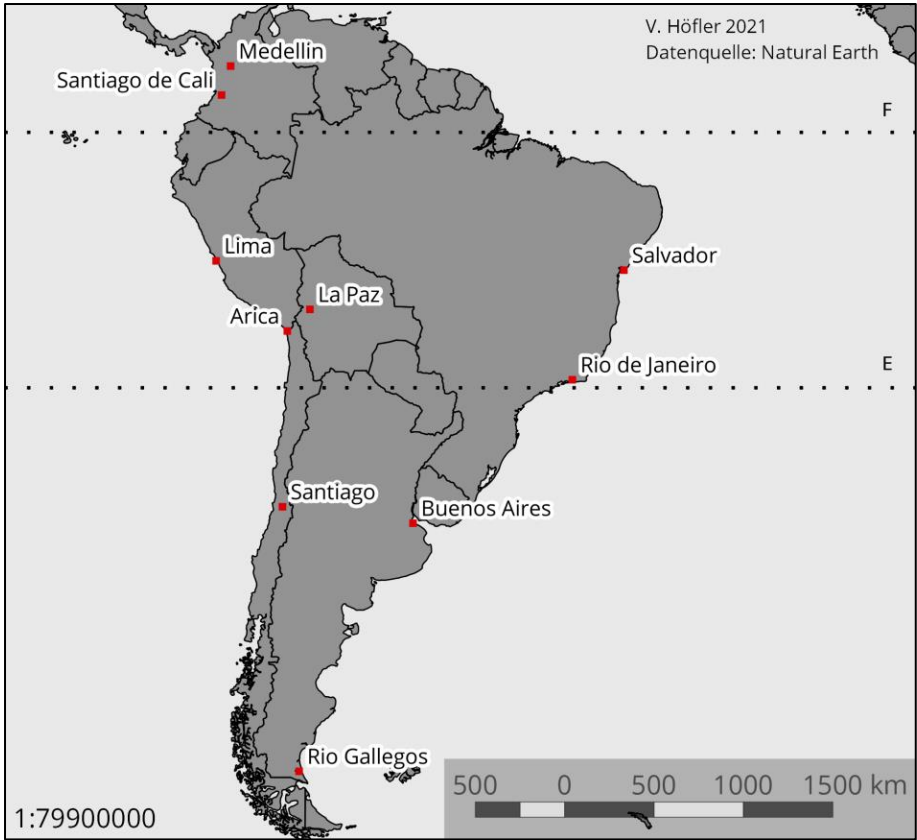 V. Höfler 2021
Datenquelle: Natural Earth
Medellin
Santiago de Cali
F
Lima
Salvador
La Paz
Arica
Rio de Janeiro
E
Santiago
Buenos Aires
Rio Gallegos
500 0 500 1000 1500 km
1:79900000